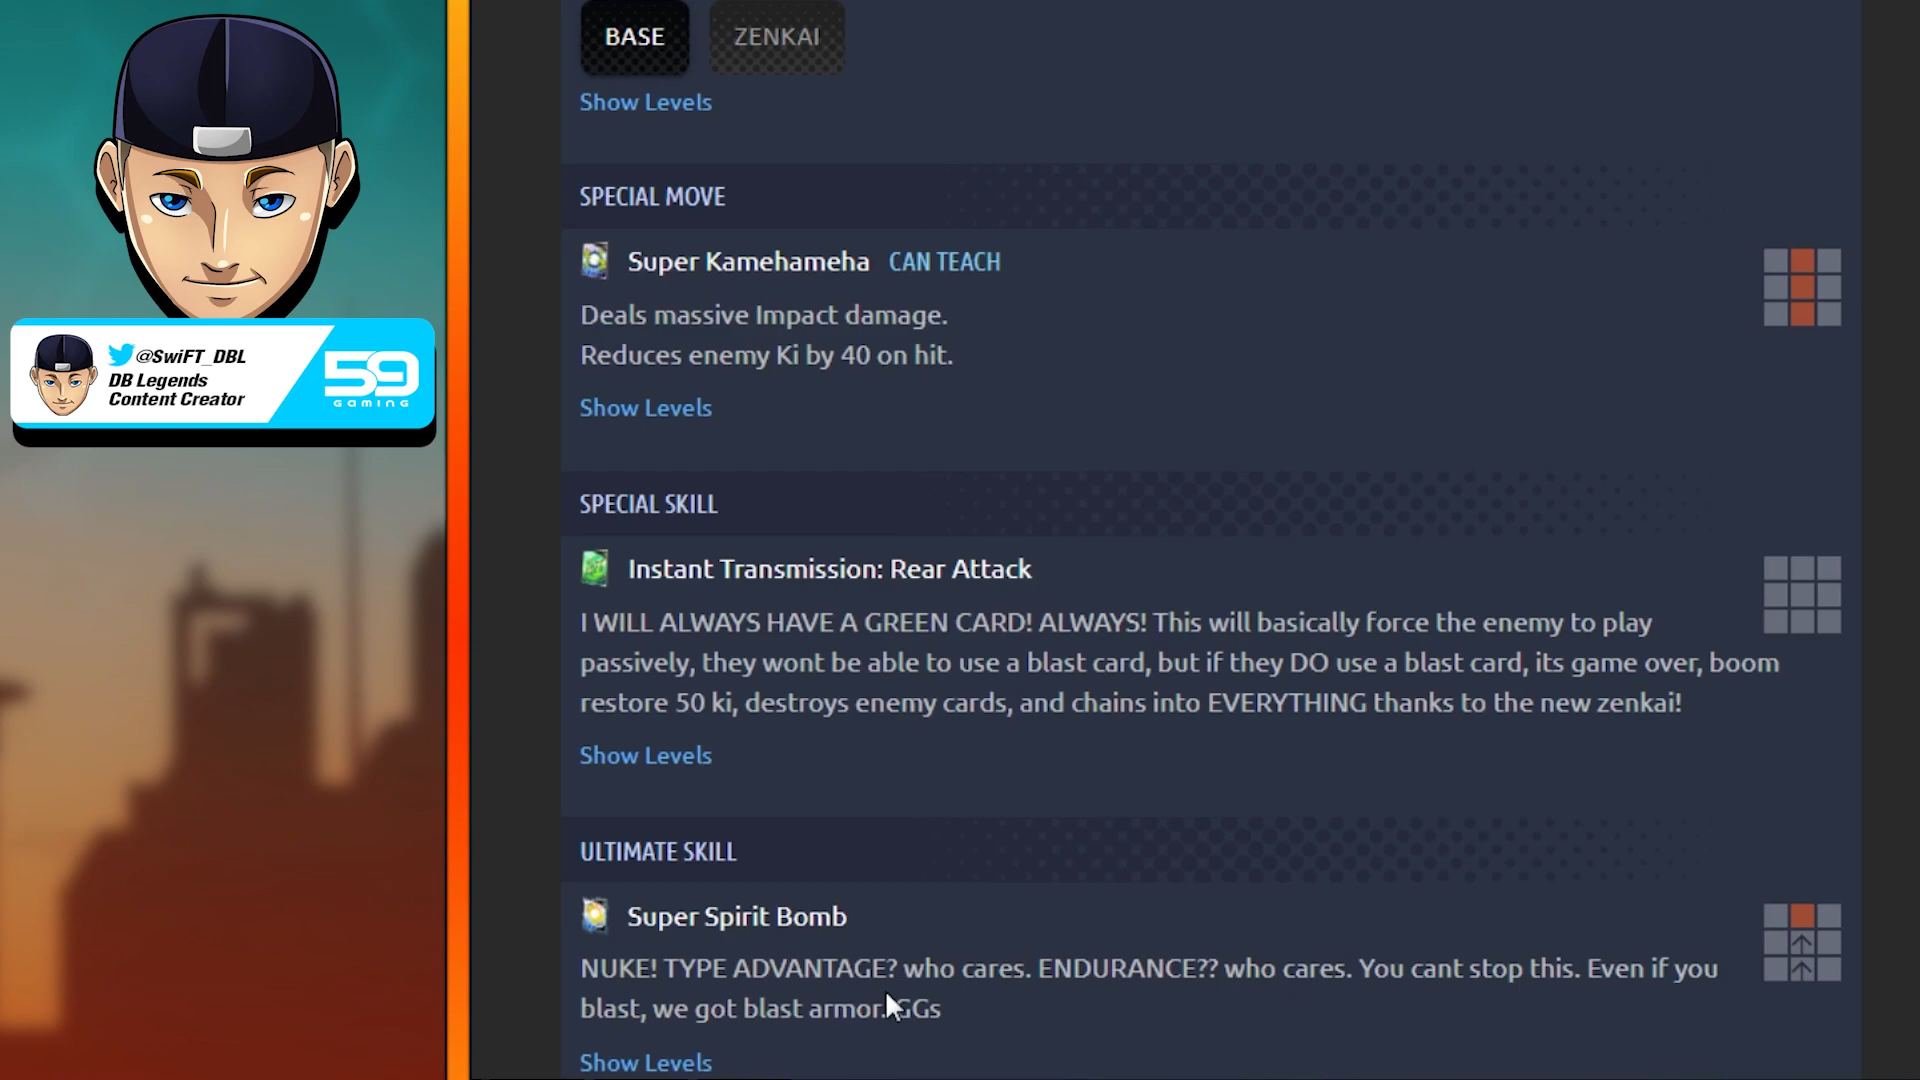 BASE
ZENKAI
Show Levels
SPECIAL MOVE
Super Kamehameha CAN TEACH
Deals massive Impact damage.
Reduces enemy Ki by 40 on hit.
Show Levels
SPECIAL SKILL
Instant Transmission: Rear Attack
I WILL ALWAYS HAVE A GREEN CARD! ALWAYS! This will basically force the enemy to play
passively, they wont be able to use a blast card, but if they DO use a blast card, its game over, boom
restore 50 ki, destroys enemy cards, and chains into EVERYTHING thanks to the new zenkai!
Show Levels
ULTIMATE SKILL
Super Spirit Bomb
NUKE! TYPE ADVANTAGE? who cares. ENDURANCE?? who cares. You cant stop this. Even if you
blast, we got blast armor. GGs
Show Levels
@SwiFT_DBL
DB Legends
Content Creator
59
GAMING